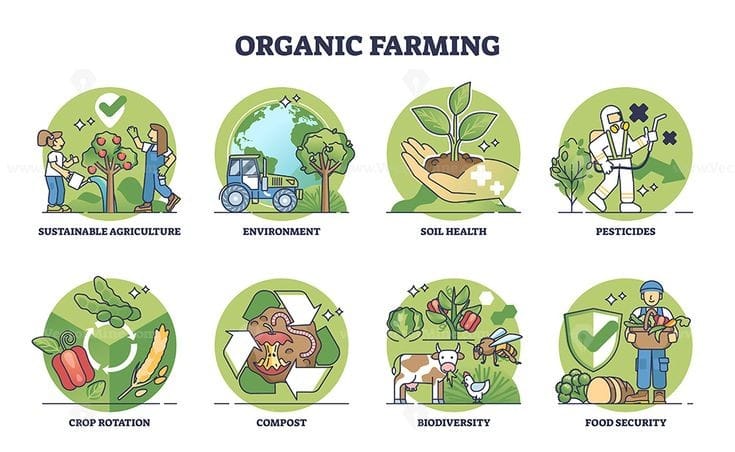 ORGANIC FARMING
SUSTAINABLE AGRICULTURE
ENVIRONMENT
SOIL HEALTH
PESTICIDES
CROP ROTATION
COMPOST
BIODIVERSITY
FOOD SECURITY